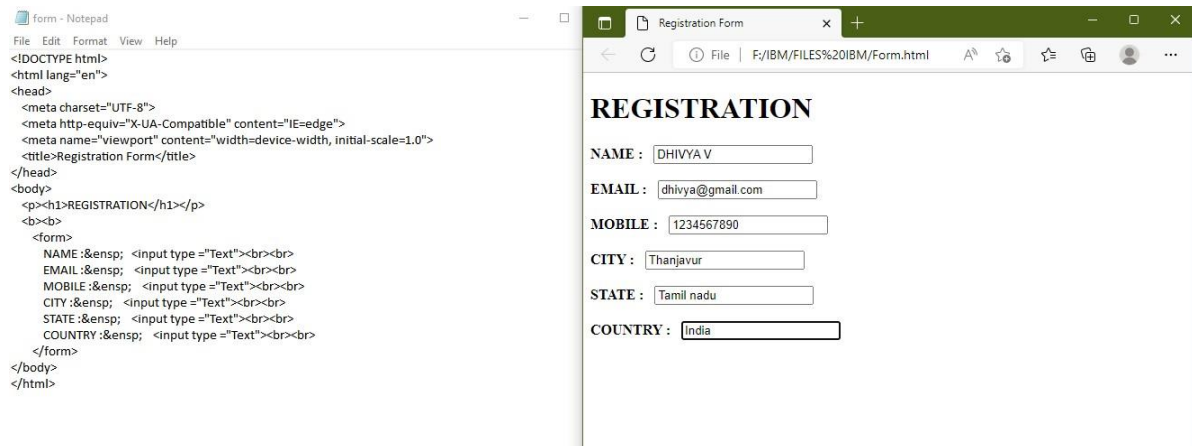 form - Notepad
File Edit Format View Help
<!DOCTYPE html>
<html lang="en">
<head>
<meta charset="UTF-8">
<meta http-equiv="X-UA-Compatible" content="IE=edge">
<meta name="viewport" content="width=device-width, initial-scale=1.0">
<title>Registration Form</title>
</head>
<body>
<p><h1>REGISTRATION</h1></p>
<b><b>
<form>
NAME :&ensp; <input type ="Text"><br><br>
EMAIL :&ensp; <input type ="Text"><br><br>
MOBILE :&ensp; <input type ="Text"><br><br>
CITY :&ensp; <input type ="Text"><br><br>
STATE :&ensp; <input type ="Text"><br><br>
COUNTRY :&ensp; <input type ="Text"><br><br>
</form>
</body>
</html>
Registration Form
File | F:/IBM/FILES%20IBM/Form.html
REGISTRATION
NAME : DHIVYA V
EMAIL : dhivya@gmail.com
MOBILE : 1234567890
CITY : Thanjavur
STATE : Tamil nadu
COUNTRY : India